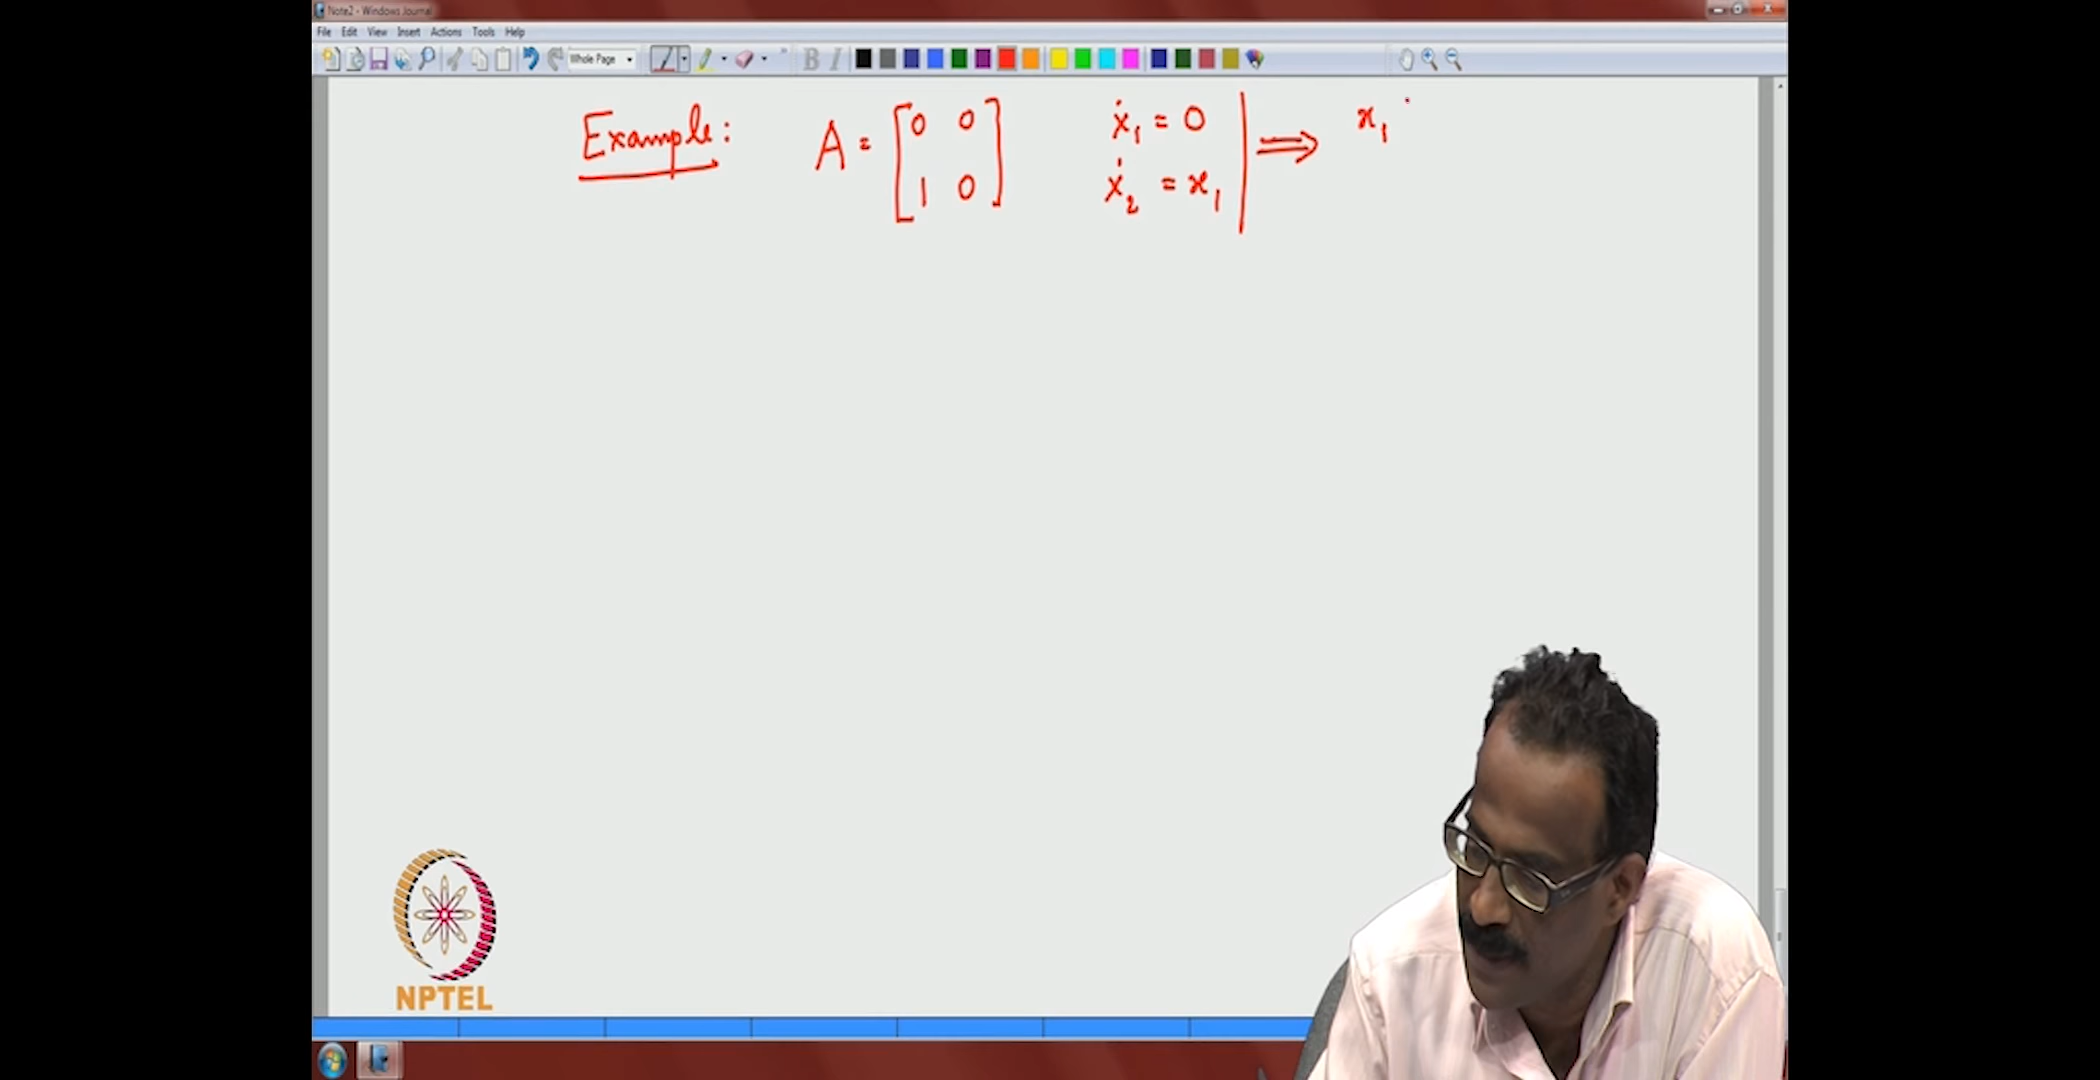 Note2 - Windows Journal
File Edit View Insert Actions Tools Help
Whole Page
B I
Example: A = [0 0; 1 0]
ẋ₁ = 0
ẋ₂ = x₁
⟹ x₁
NPTEL